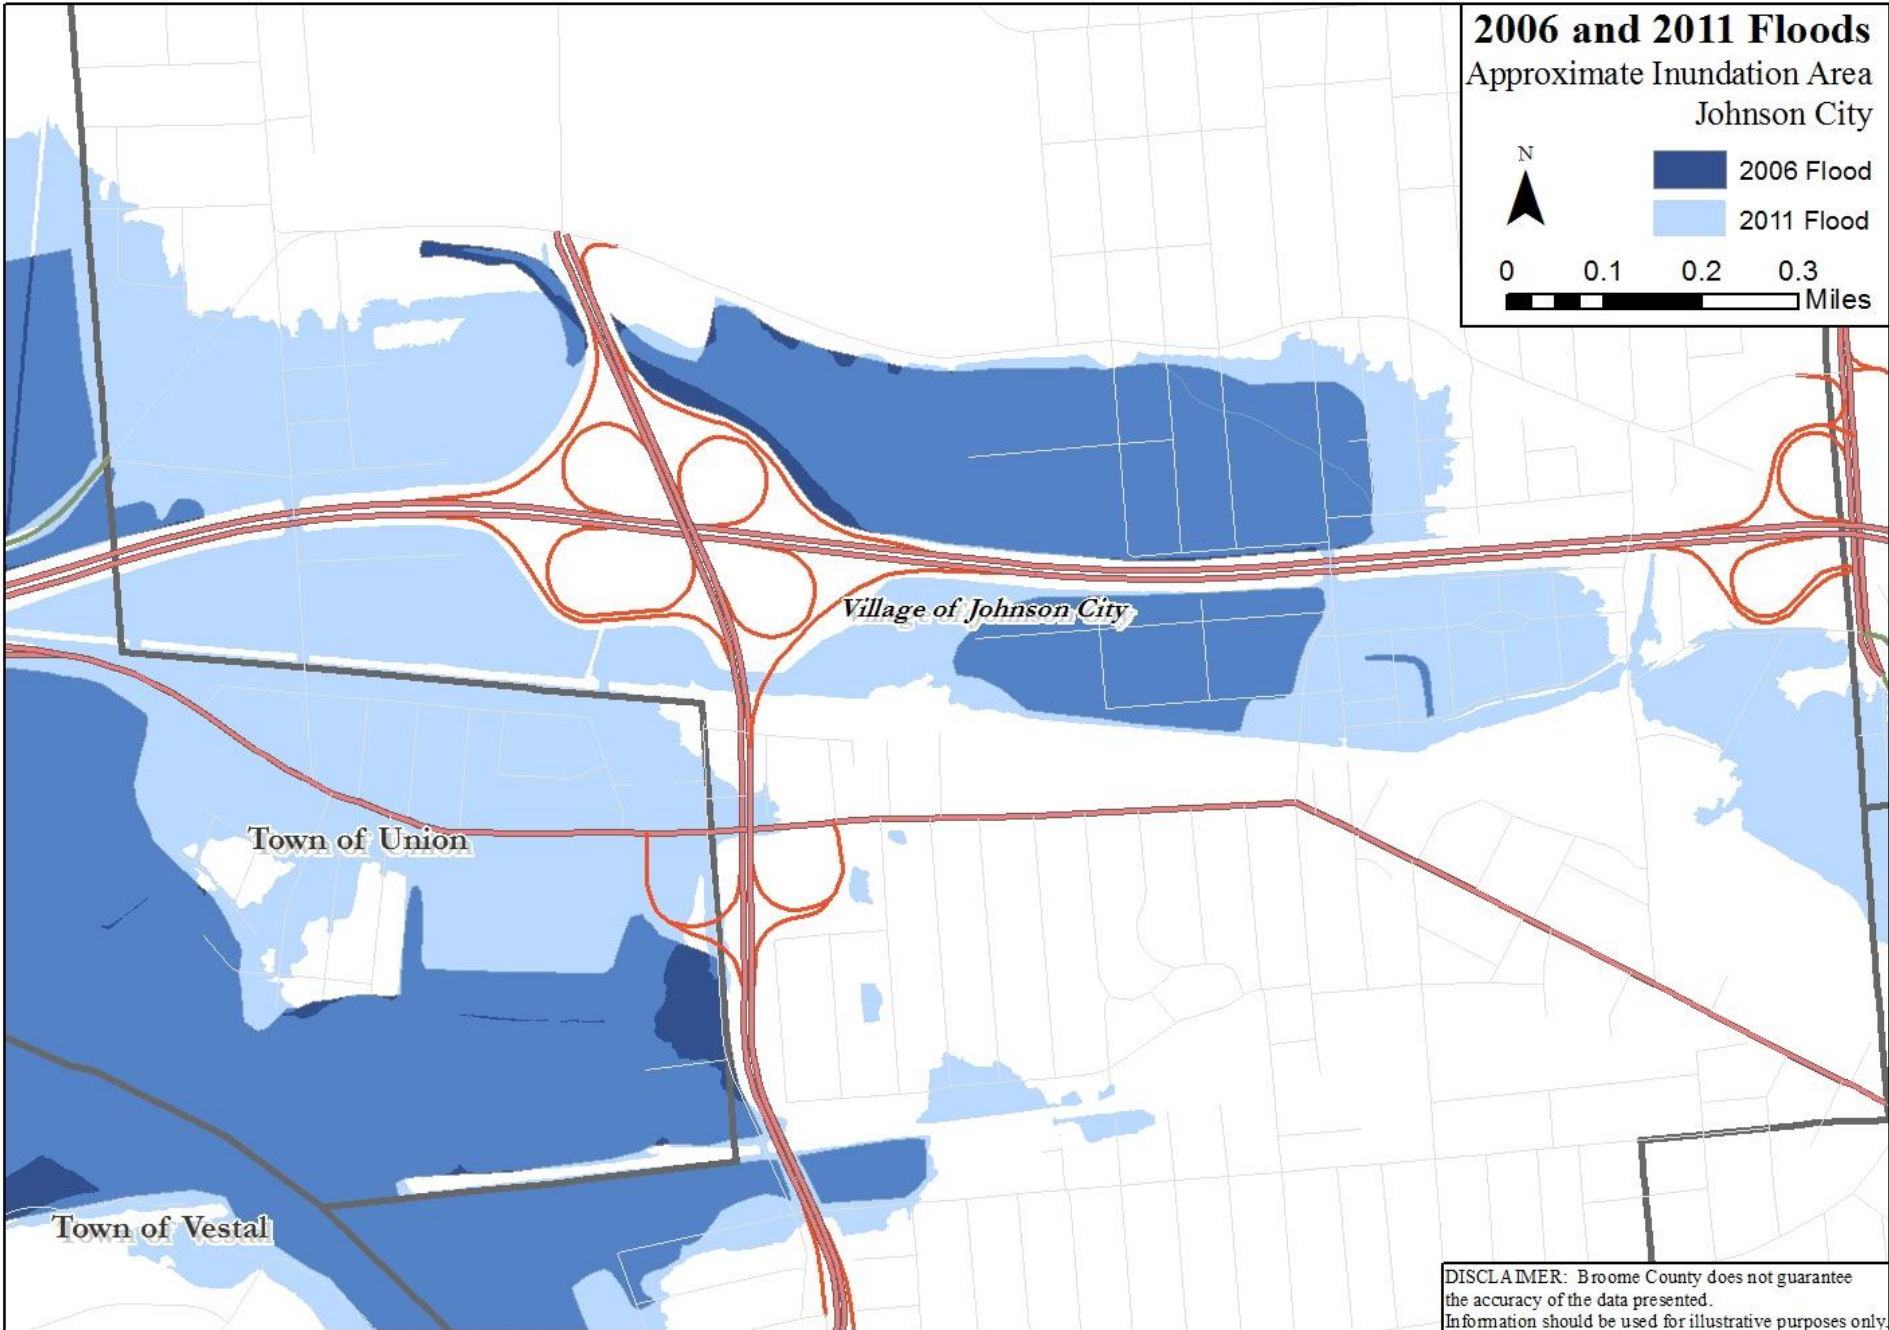 2006 and 2011 Floods
Approximate Inundation Area
Johnson City
N
2006 Flood
2011 Flood
0 0.1 0.2 0.3
Miles
Village of Johnson City
Town of Union
Town of Vestal
DISCLAIMER: Broome County does not guarantee
the accuracy of the data presented.
Information should be used for illustrative purposes only.